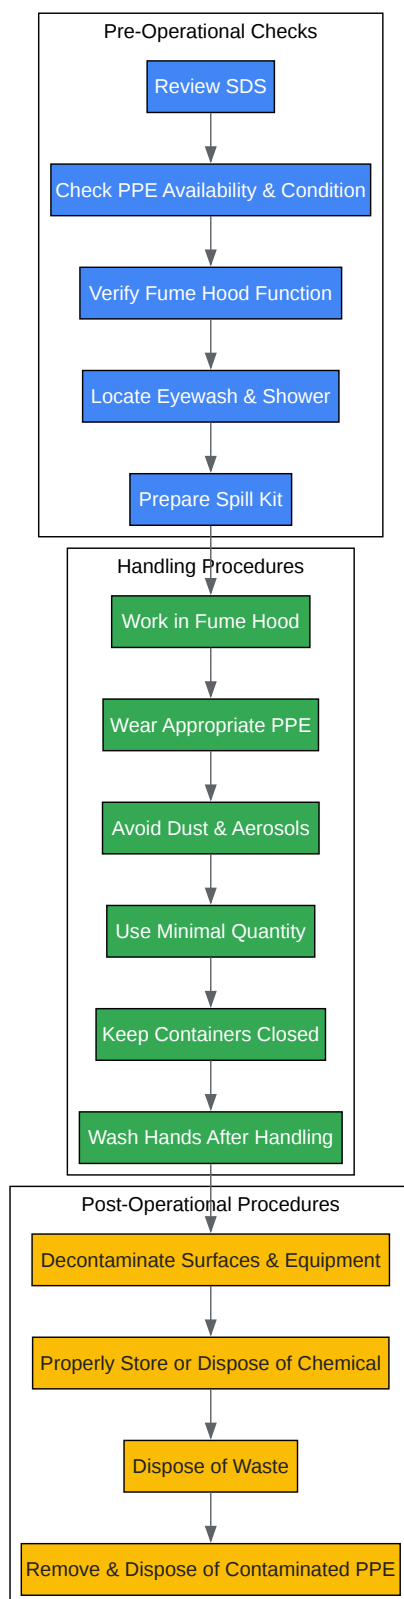 Pre-Operational Checks
Review SDS
Check PPE Availability & Condition
Verify Fume Hood Function
Locate Eyewash & Shower
Prepare Spill Kit
Handling Procedures
Work in Fume Hood
Wear Appropriate PPE
Avoid Dust & Aerosols
Use Minimal Quantity
Keep Containers Closed
Wash Hands After Handling
Post-Operational Procedures
Decontaminate Surfaces & Equipment
Properly Store or Dispose of Chemical
Dispose of Waste
Remove & Dispose of Contaminated PPE